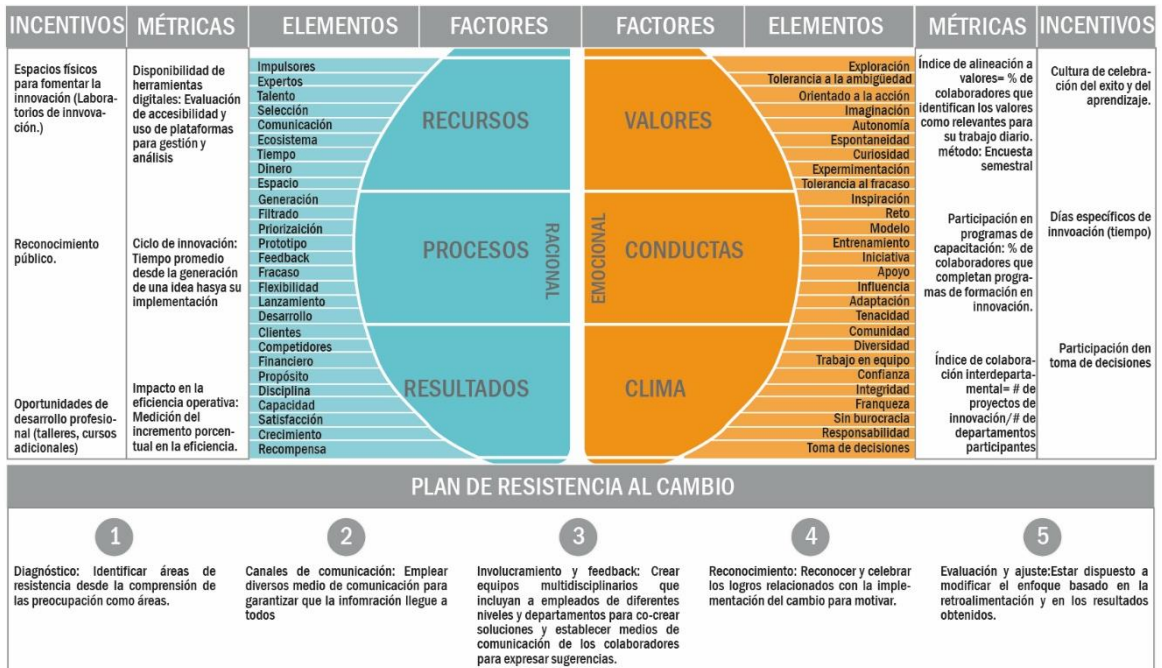 INCENTIVOS
MÉTRICAS
ELEMENTOS
FACTORES
FACTORES
ELEMENTOS
MÉTRICAS
INCENTIVOS
Espacios físicos
para fomentar la
innovación (Labora-
torios de innvova-
ción.)
Reconocimiento
público.
Oportunidades de
desarrollo profesio-
nal (talleres, cursos
adicionales)
Disponibilidad de
herramientas
digitales: Evaluación
de accesibilidad y
uso de plataformas
para gestión y
análisis
Ciclo de innovación:
Tiempo promedio
desde la generación
de una idea hasya su
implementación
Impacto en la
eficiencia operativa:
Medición del
incremento porcen-
tual en la eficiencia.
Impulsores
Expertos
Talento
Selección
Comunicación
Ecosistema
Tiempo
Dinero
Espacio
Generación
Filtrado
Priorizaición
Prototipo
Feedback
Fracaso
Flexibilidad
Lanzamiento
Desarrollo
Clientes
Competidores
Financiero
Propósito
Disciplina
Capacidad
Satisfacción
Crecimiento
Recompensa
RECURSOS
PROCESOS
RESULTADOS
RACIONAL
EMOCIONAL
VALORES
CONDUCTAS
CLIMA
Exploración
Tolerancia a la ambigüedad
Orientado a la acción
Imaginación
Autonomía
Espontaneidad
Curiosidad
Expermimentación
Tolerancia al fracaso
Inspiración
Reto
Modelo
Entrenamiento
Iniciativa
Apoyo
Influencia
Adaptación
Tenacidad
Comunidad
Diversidad
Trabajo en equipo
Confianza
Integridad
Franqueza
Sin burocracia
Responsabilidad
Toma de decisiones
Índice de alineación a
valores= % de
colaboradores que
identifican los valores
como relevantes para
su trabajo diario.
método: Encuesta
semestral
Participación en
programas de
capacitación: % de
colaboradores que
completan progra-
mas de formación en
innovación.
Índice de colabora-
ción interdeparta-
mental= # de
proyectos de
innovación/# de
departamentos
participantes
Cultura de celebra-
ción del exito y del
aprendizaje.
Días específicos de
innvoación (tiempo)
Participación den
toma de decisiones
PLAN DE RESISTENCIA AL CAMBIO
1
Diagnóstico: Identificar áreas de
resistencia desde la comprensión de
las preocupación como áreas.
2
Canales de comunicación: Emplear
diversos medio de comunicación para
garantizar que la infomración llegue a
todos
3
Involucramiento y feedback: Crear
equipos multidisciplinarios que
incluyan a empleados de diferentes
niveles y departamentos para co-crear
soluciones y establecer medios de
comunicación de los colaboradores
para expresar sugerencias.
4
Reconocimiento: Reconocer y celebrar
los logros relacionados con la imple-
mentación del cambio para motivar.
5
Evaluación y ajuste:Estar dispuesto a
modificar el enfoque basado en la
retroalimentación y en los resultados
obtenidos.